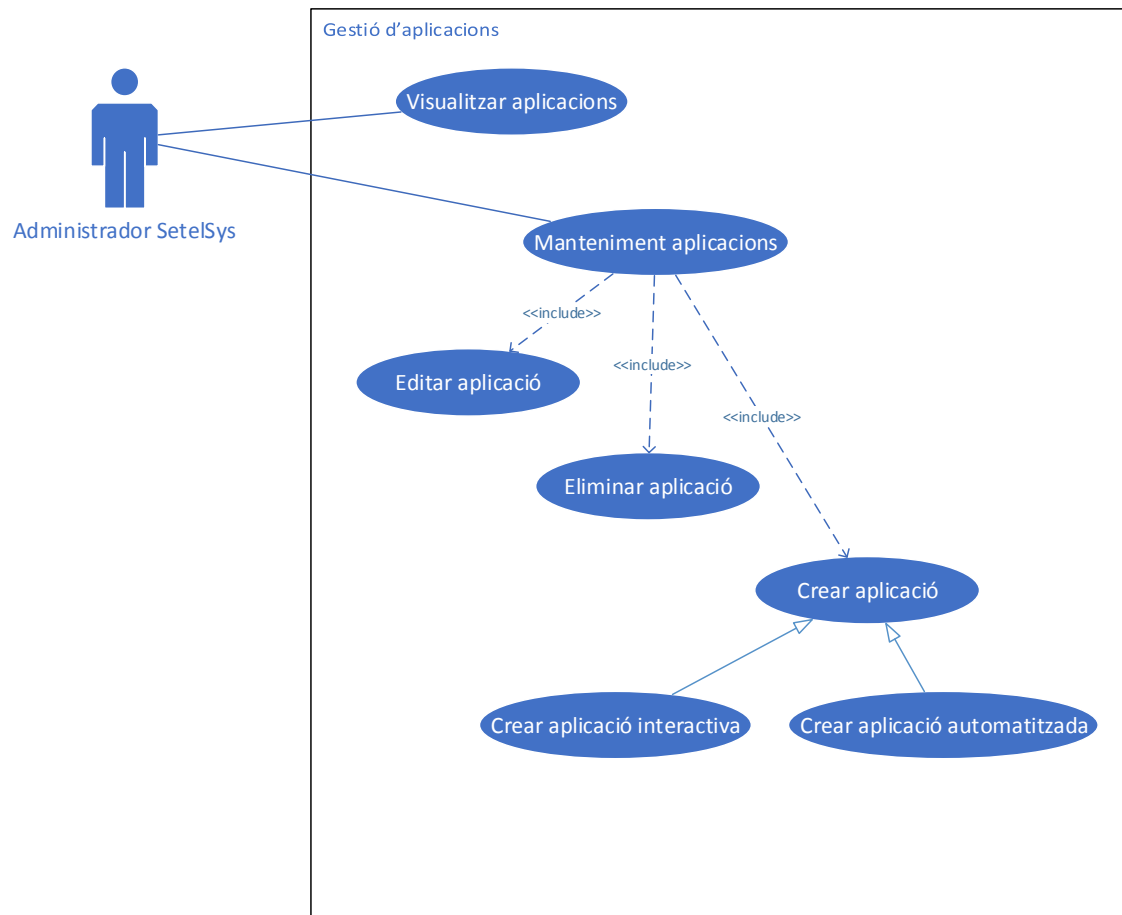 Gestió d’aplicacions
Visualitzar aplicacions
Administrador SetelSys
Manteniment aplicacions
<<include>>
Editar aplicació
<<include>>
<<include>>
Eliminar aplicació
Crear aplicació
Crear aplicació interactiva
Crear aplicació automatitzada